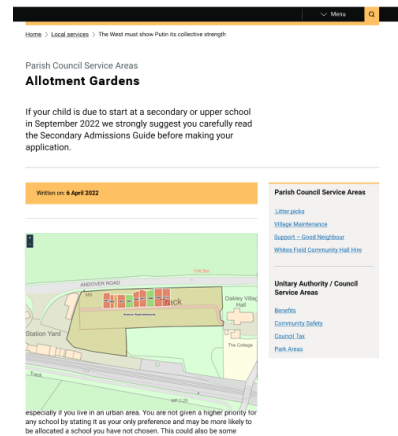 Menu
Home > Local services > The West must show Putin its collective strength
Parish Council Service Areas
Allotment Gardens
If your child is due to start at a secondary or upper school
in September 2022 we strongly suggest you carefully read
the Secondary Admissions Guide before making your
application.
Written on: 6 April 2022
ANDOVER ROAD
Track
Oakley Villag
Hall
Station Yard
The Cottage
Track
especially if you live in an urban area. You are not given a higher priority for
any school by stating it as your only preference and may be more likely to
be allocated a school you have not chosen. This could also be some
Parish Council Service Areas
Litter picks
Village Maintenance
Support – Good Neighbour
Whites Field Community Hall Hire
Unitary Authority / Council
Service Areas
Benefits
Community Safety
Council Tax
Park Areas